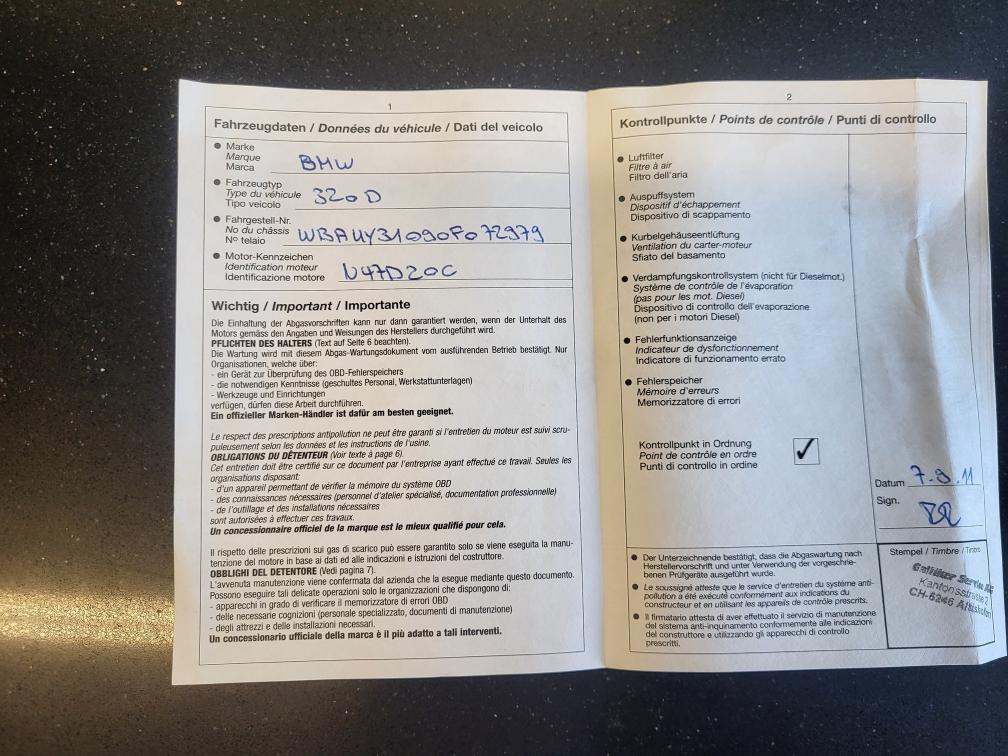 1
Fahrzeugdaten / Données du véhicule / Dati del veicolo
Marke
Marque
Marca
BMW
Fahrzeugtyp
Type du véhicule
Tipo veicolo
320D
Fahrgestell-Nr.
No du châssis
Nº telaio
WBAUY31090F072979
Motor-Kennzeichen
Identification moteur
Identificazione motore
N47D20C
Wichtig / Important / Importante
Die Einhaltung der Abgasvorschriften kann nur dann garantiert werden, wenn der Unterhalt des
Motors gemäss den Angaben und Weisungen des Herstellers durchgeführt wird.
PFLICHTEN DES HALTERS (Text auf Seite 6 beachten).
Die Wartung wird mit diesem Abgas-Wartungsdokument vom ausführenden Betrieb bestätigt. Nur
Organisationen, welche über:
- ein Gerät zur Überprüfung des OBD-Fehlerspeichers
- die notwendigen Kenntnisse (geschultes Personal, Werkstattunterlagen)
- Werkzeuge und Einrichtungen
verfügen, dürfen diese Arbeit durchführen.
Ein offizieller Marken-Händler ist dafür am besten geeignet.
Le respect des prescriptions antipollution ne peut être garanti si l'entretien du moteur est suivi scru-
puleusement selon les données et les instructions de l'usine.
OBLIGATIONS DU DÉTENTEUR (Voir texte à page 6).
Cet entretien doit être certifié sur ce document par l'entreprise ayant effectué ce travail. Seules les
organisations disposant:
- d'un appareil permettant de vérifier la mémoire du système OBD
- des connaissances nécessaires (personnel d'atelier spécialisé, documentation professionnelle)
- de l'outillage et des installations nécessaires
sont autorisées à effectuer ces travaux.
Un concessionnaire officiel de la marque est le mieux qualifié pour cela.
Il rispetto delle prescrizioni sui gas di scarico può essere garantito solo se viene eseguita la manu-
tenzione del motore in base ai dati ed alle indicazioni e istruzioni del costruttore.
OBBLIGHI DEL DETENTORE (Vedi pagina 7).
L'avvenuta manutenzione viene confermata dal azienda che la esegue mediante questo documento.
Possono eseguire tali delicate operazioni solo le organizzazioni che dispongono di:
- apparecchi in grado di verificare il memorizzatore di errori OBD
- delle necessarie cognizioni (personale specializzato, documenti di manutenzione)
- degli attrezzi e delle installazioni necessari.
Un concessionario ufficiale della marca è il più adatto a tali interventi.
2
Kontrollpunkte / Points de contrôle / Punti di controllo
Luftfilter
Filtre à air
Filtro dell'aria
Auspuffsystem
Dispositif d'échappement
Dispositivo di scappamento
Kurbelgehäuseentlüftung
Ventilation du carter-moteur
Sfiato del basamento
Verdampfungskontrollsystem (nicht für Dieselmot.)
Système de contrôle de l'évaporation
(pas pour les mot. Diesel)
Dispositivo di controllo dell'evaporazione
(non per i motori Diesel)
Fehlerfunktionsanzeige
Indicateur de dysfonctionnement
Indicatore di funzionamento errato
Fehlerspeicher
Mémoire d'erreurs
Memorizzatore di errori
Kontrollpunkt in Ordnung
Point de contrôle en ordre
Punti di controllo in ordine
✓
Datum 7.9.11
Sign.
Der Unterzeichnende bestätigt, dass die Abgaswartung nach
Herstellervorschrift und unter Verwendung der vorgeschrie-
benen Prüfgeräte ausgeführt wurde.
Le soussigné atteste que le service d'entretien du système anti-
pollution a été exécuté conformément aux indications du
constructeur et en utilisant les appareils de contrôle prescrits.
Il firmatario attesta di aver effettuato il servizio di manutenzione
del sistema anti-inquinamento conformemente alle indicazioni
del construttore e utilizzando gli apparecchi di controllo
prescritti.
Stempel / Timbre / Timbro
Galliker
Kantonsstrasse 2
CH-6246 Altishofen